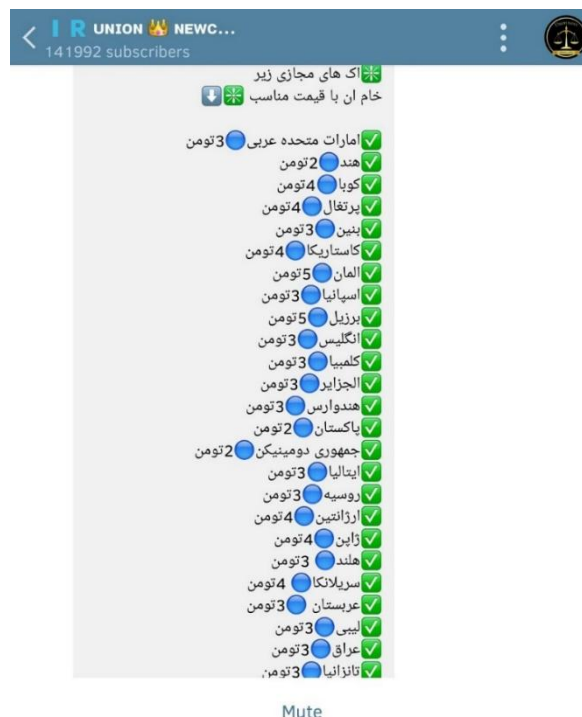 I R UNION 👑 NEWC...
141992 subscribers
❇️اک های مجازی زیر
خام ان با قیمت مناسب ❇️⬇️
✅امارات متحده عربی🔵3تومن
✅هند🔵2تومن
✅کوبا🔵4تومن
✅پرتغال🔵4تومن
✅بنین🔵3تومن
✅کاستاریکا🔵4تومن
✅المان🔵5تومن
✅اسپانیا🔵3تومن
✅برزیل🔵5تومن
✅انگلیس🔵3تومن
✅کلمبیا🔵3تومن
✅الجزایر🔵3تومن
✅هندوارس🔵3تومن
✅پاکستان🔵2تومن
✅جمهوری دومینیکن🔵2تومن
✅ایتالیا🔵3تومن
✅روسیه🔵3تومن
✅ارژانتین🔵4تومن
✅ژاپن🔵4تومن
✅هلند🔵 3تومن
✅سریلانکا🔵 4تومن
✅عربستان 🔵3تومن
✅لیبی🔵3تومن
✅عراق🔵3تومن
✅تانزانیا🔵3تومن
Mute